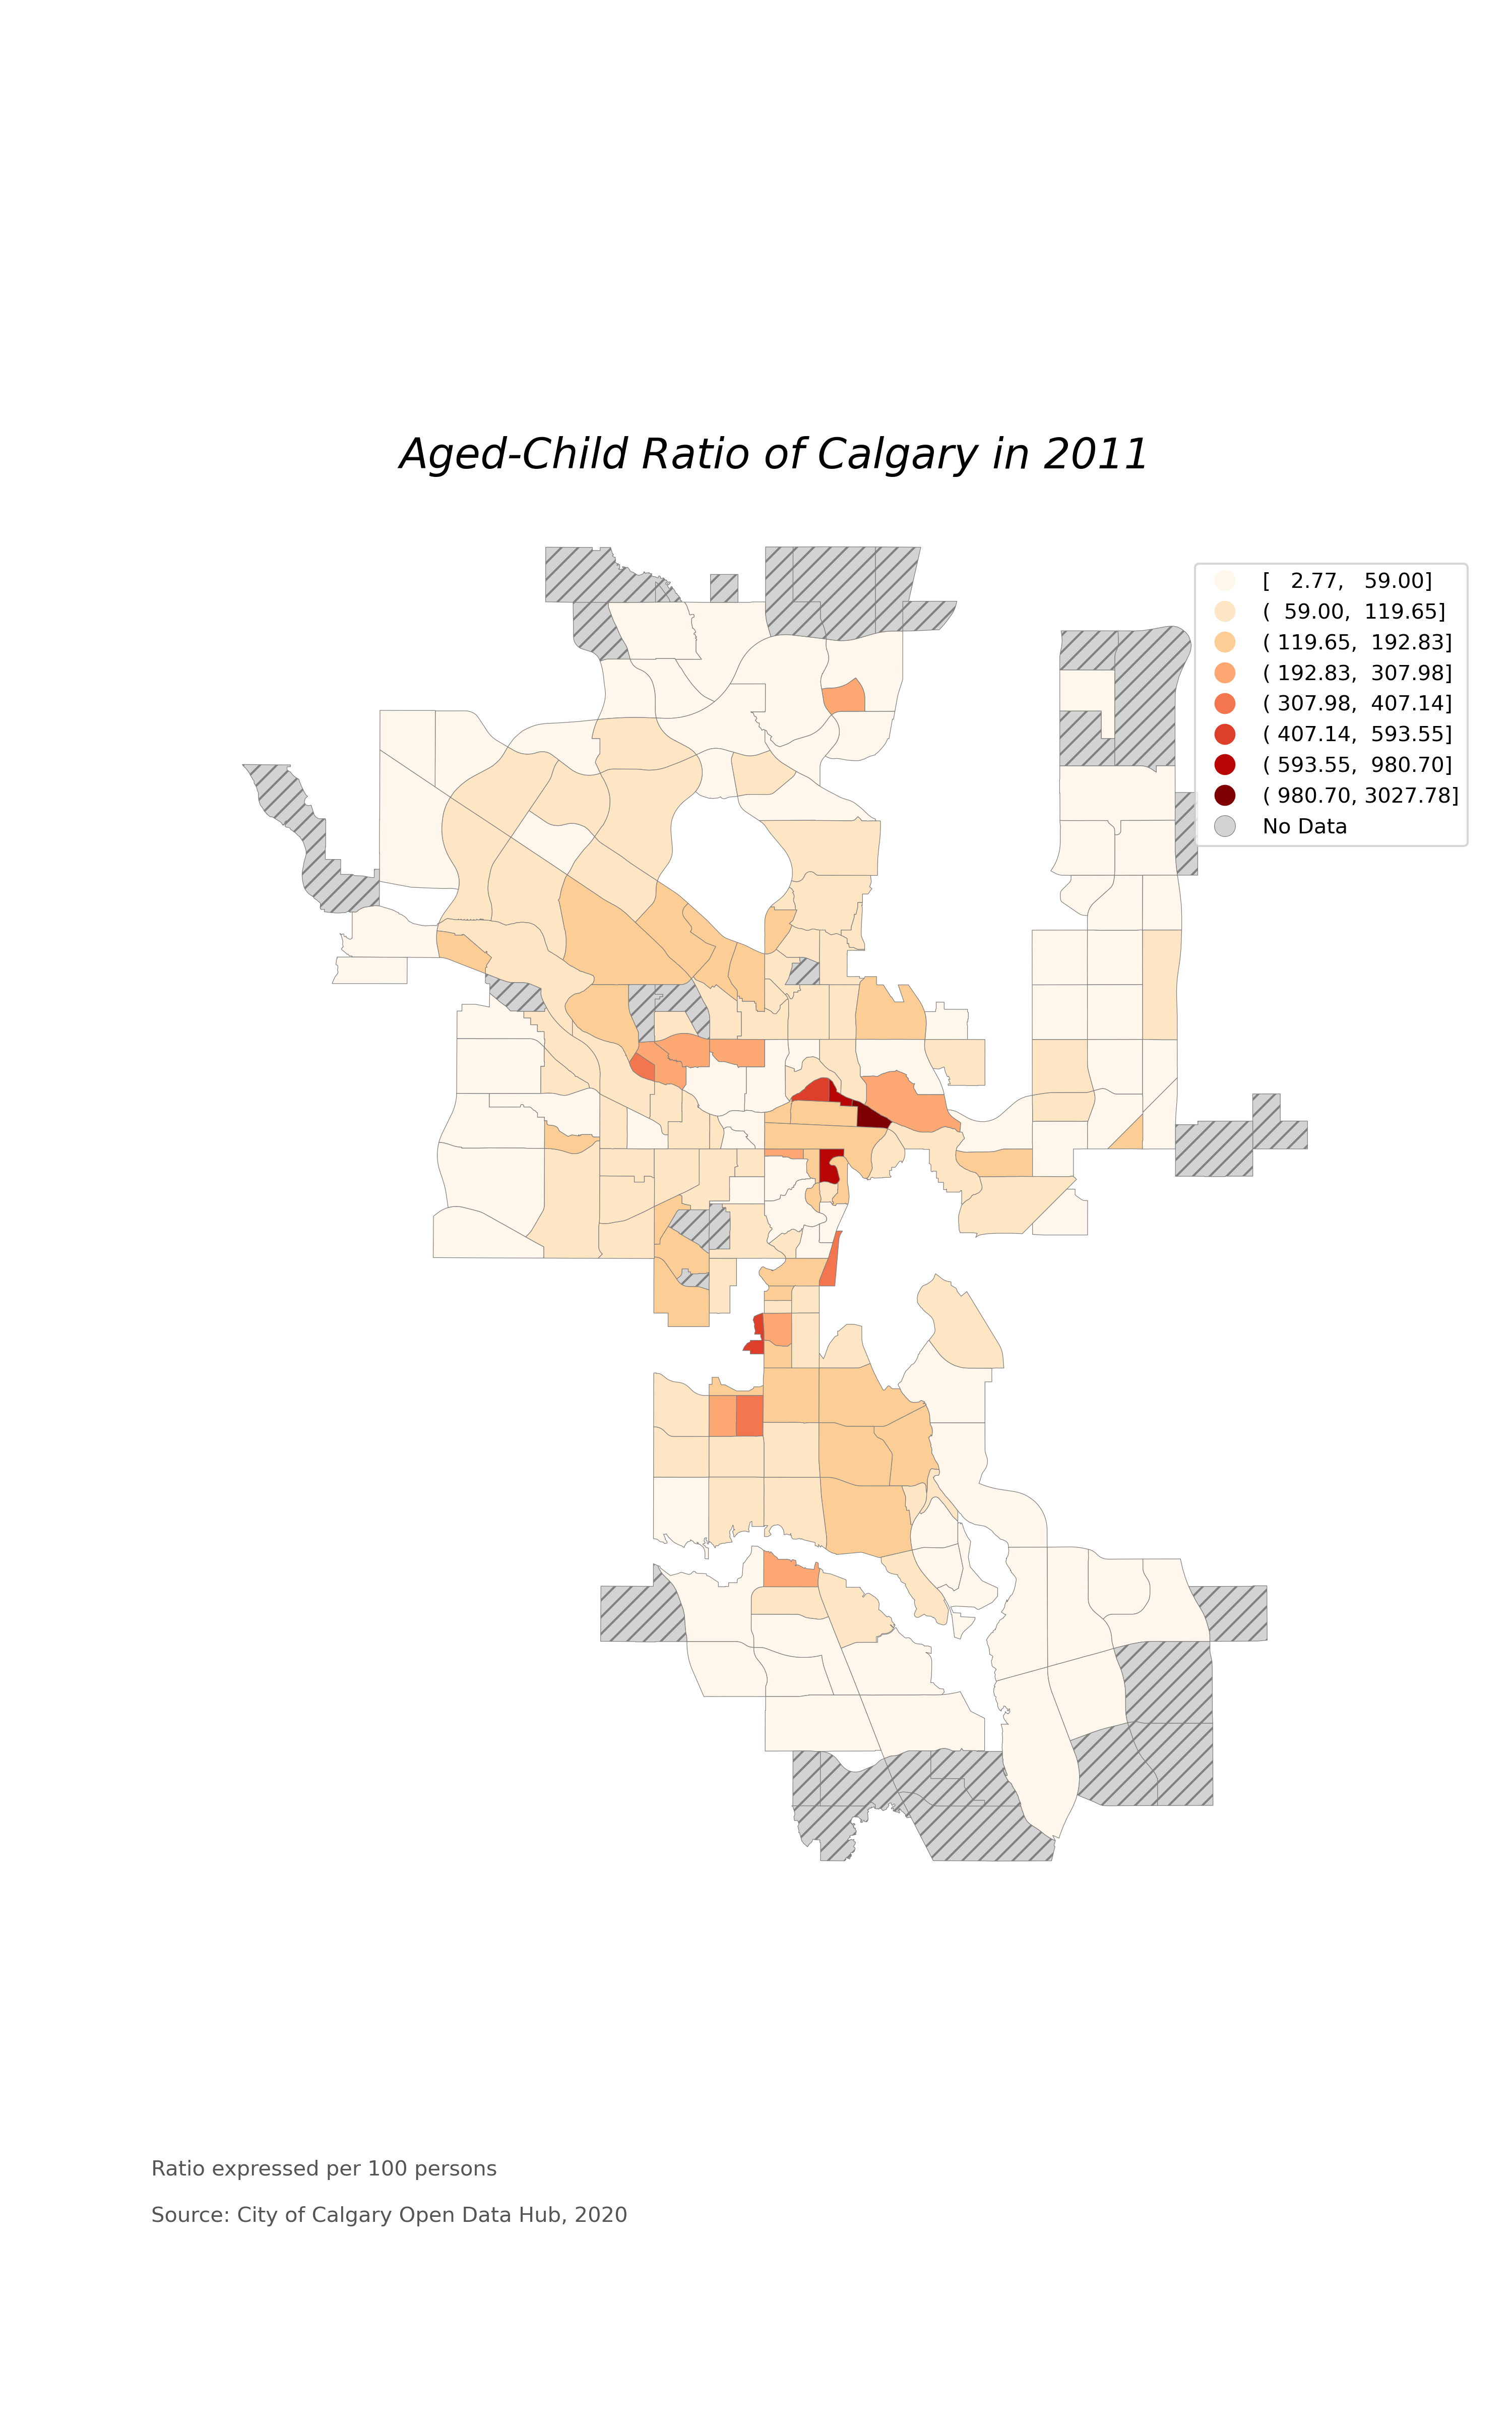 Aged-Child Ratio of Calgary in 2011
[   2.77,   59.00]
(  59.00,  119.65]
( 119.65,  192.83]
( 192.83,  307.98]
( 307.98,  407.14]
( 407.14,  593.55]
( 593.55,  980.70]
( 980.70, 3027.78]
No Data
Ratio expressed per 100 persons
Source: City of Calgary Open Data Hub, 2020